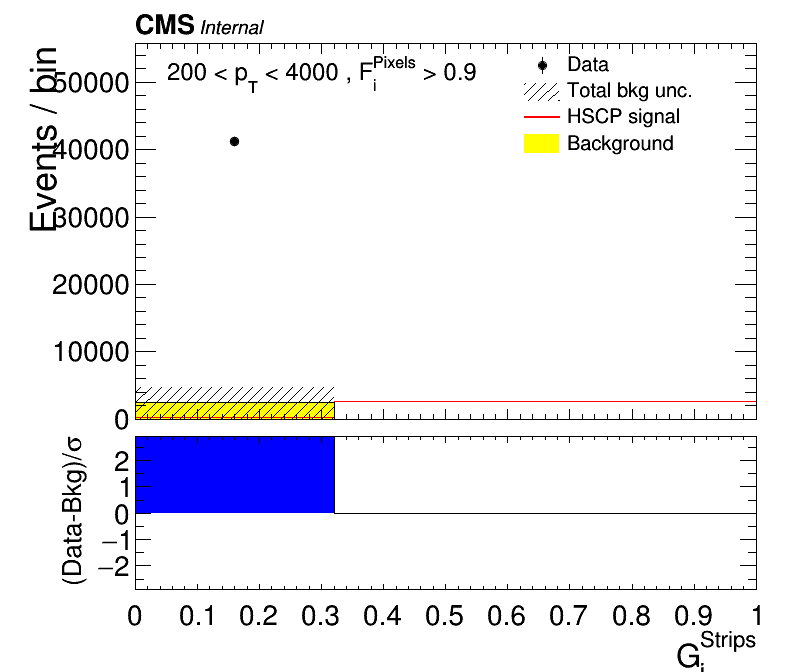 CMS Internal
200 < p_T < 4000 , F_i^Pixels > 0.9
Data
Total bkg unc.
HSCP signal
Background
Events / bin
50000
40000
30000
20000
10000
0
(Data-Bkg)/σ
2
1
0
−1
−2
0 0.1 0.2 0.3 0.4 0.5 0.6 0.7 0.8 0.9 1
G_i^Strips